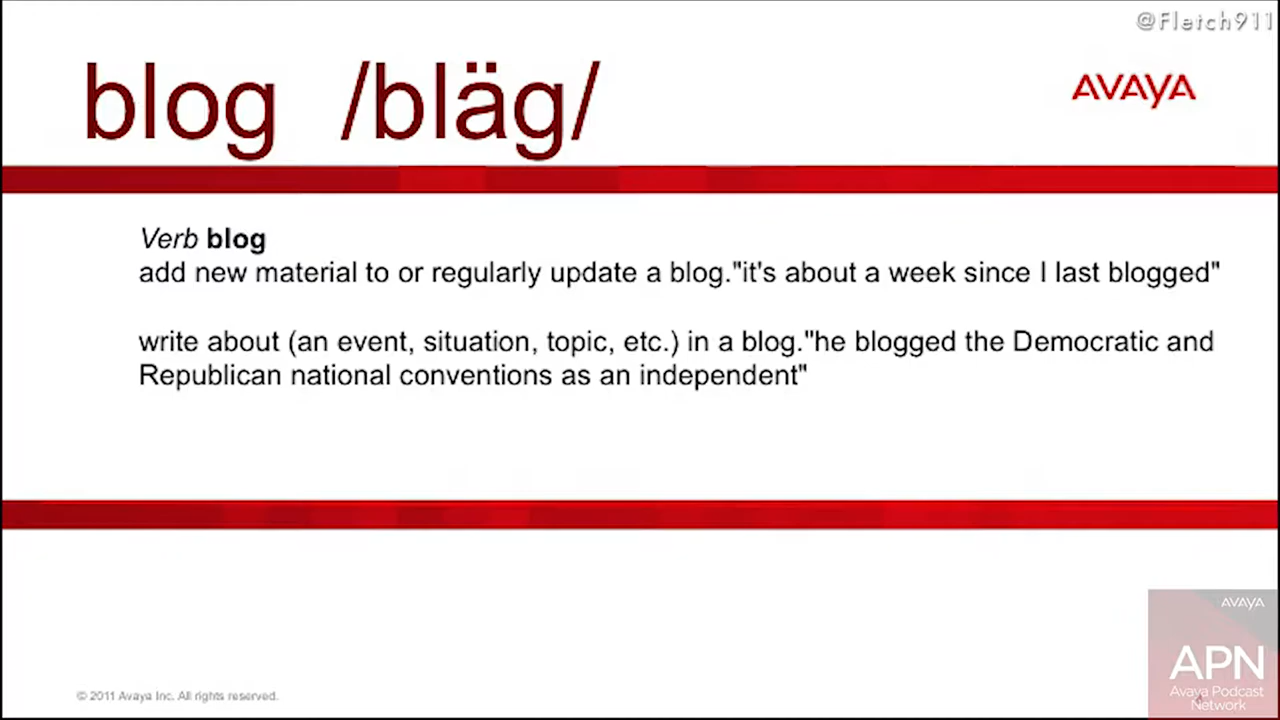 @Fletch911
blog /bläg/
AVAYA
Verb blog
add new material to or regularly update a blog."it's about a week since I last blogged"
write about (an event, situation, topic, etc.) in a blog."he blogged the Democratic and
Republican national conventions as an independent"
AVAYA
APN
Avaya Podcast
Network
© 2011 Avaya Inc. All rights reserved.